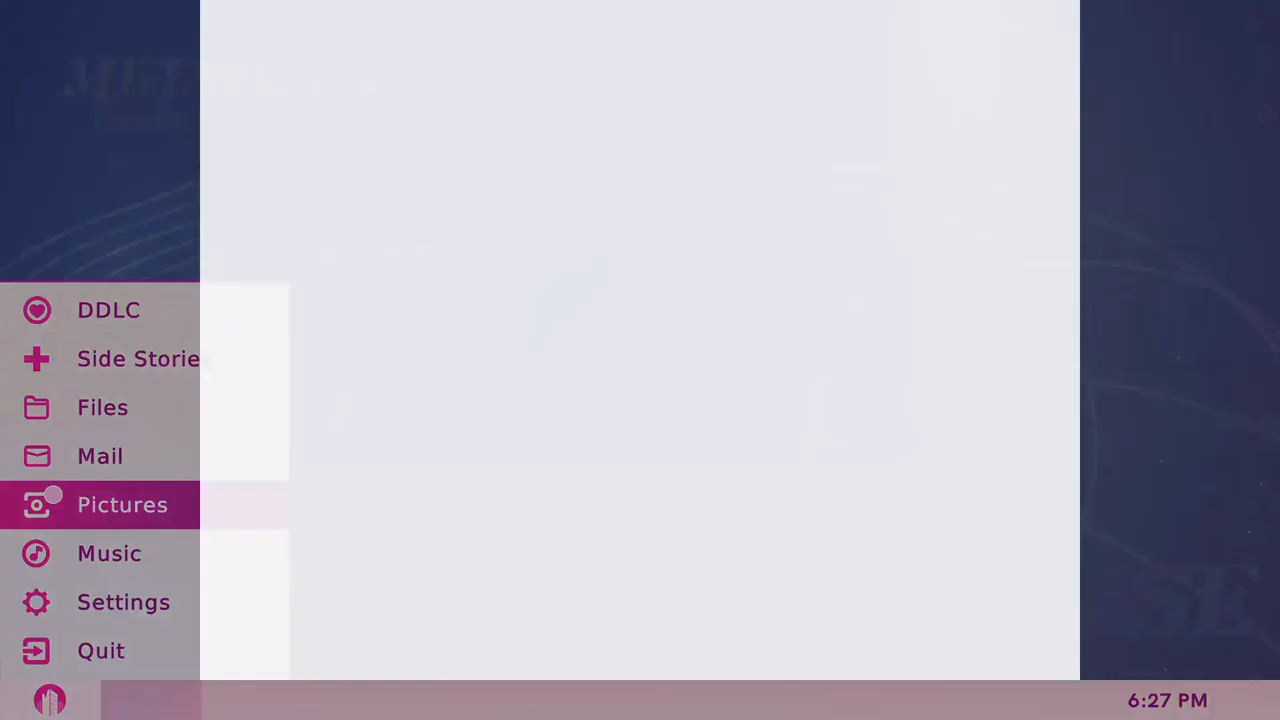 DDLC
Side Storie
Files
Mail
Pictures
Music
Settings
Quit
6:27 PM